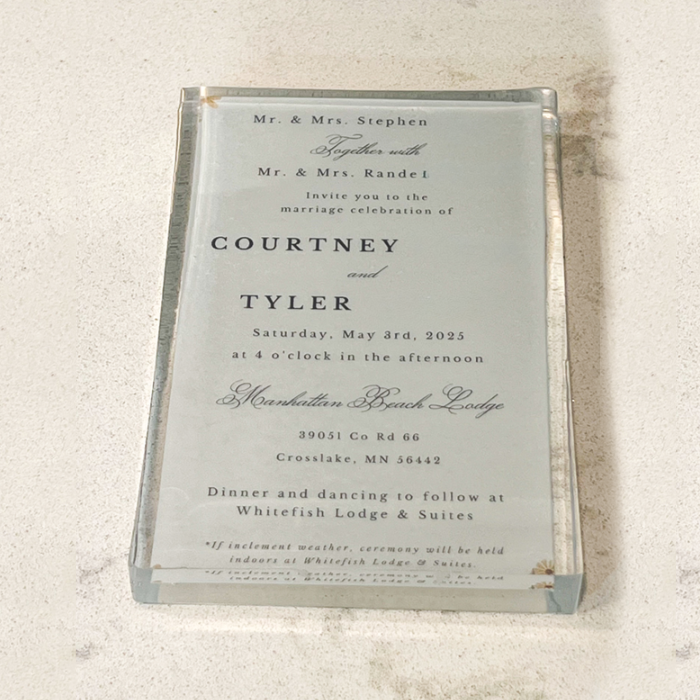 Mr. & Mrs. Stephen
Together with
Mr. & Mrs. Randel
Invite you to the
marriage celebration of
COURTNEY
and
TYLER
Saturday, May 3rd, 2025
at 4 o'clock in the afternoon
Manhattan Beach Lodge
39051 Co Rd 66
Crosslake, MN 56442
Dinner and dancing to follow at
Whitefish Lodge & Suites
*If inclement weather, ceremony will be held
indoors at Whitefish Lodge & Suites.